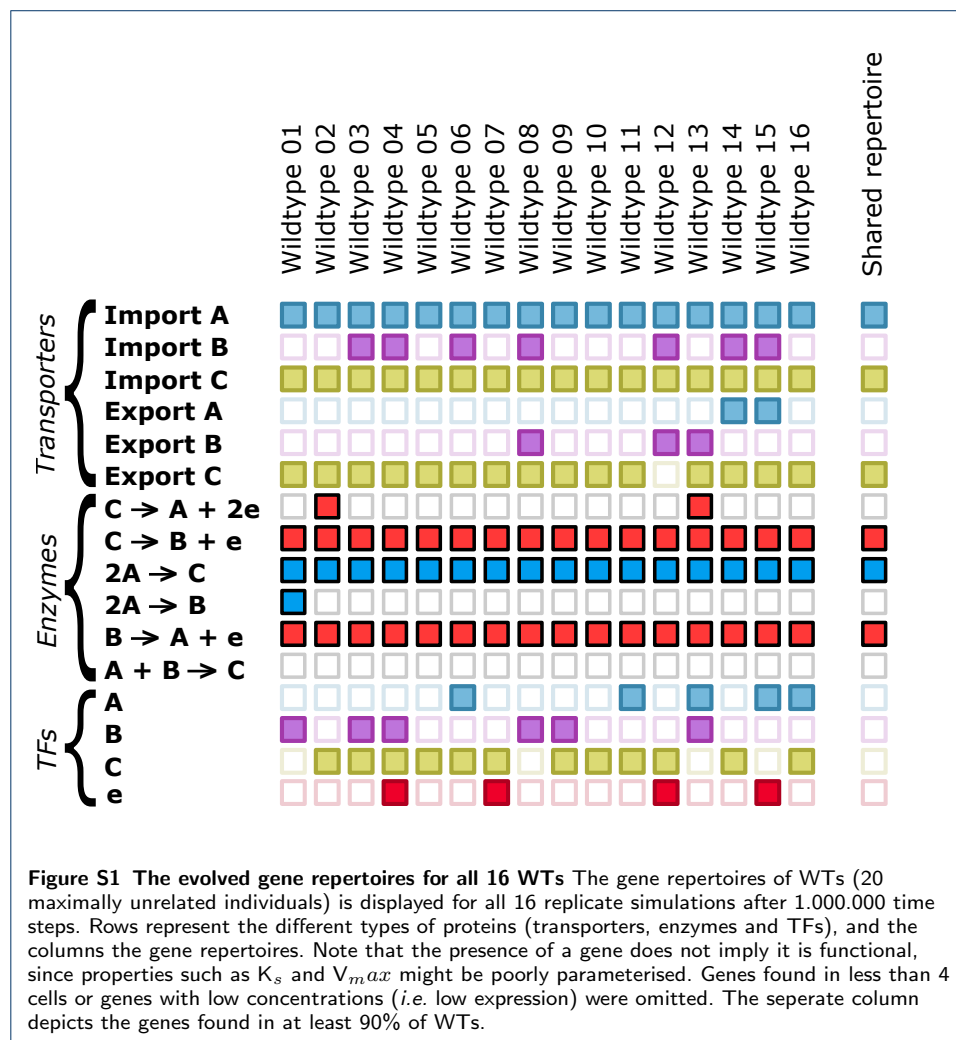 Wildtype 01
Wildtype 02
Wildtype 03
Wildtype 04
Wildtype 05
Wildtype 06
Wildtype 07
Wildtype 08
Wildtype 09
Wildtype 10
Wildtype 11
Wildtype 12
Wildtype 13
Wildtype 14
Wildtype 15
Wildtype 16
Shared repertoire
Transporters
Import A
Import B
Import C
Export A
Export B
Export C
Enzymes
C → A + 2e
C → B + e
2A → C
2A → B
B → A + e
A + B → C
TFs
A
B
C
e
Figure S1 The evolved gene repertoires for all 16 WTs The gene repertoires of WTs (20
maximally unrelated individuals) is displayed for all 16 replicate simulations after 1.000.000 time
steps. Rows represent the different types of proteins (transporters, enzymes and TFs), and the
columns the gene repertoires. Note that the presence of a gene does not imply it is functional,
since properties such as Kₛ and Vₘax might be poorly parameterised. Genes found in less than 4
cells or genes with low concentrations (i.e. low expression) were omitted. The seperate column
depicts the genes found in at least 90% of WTs.